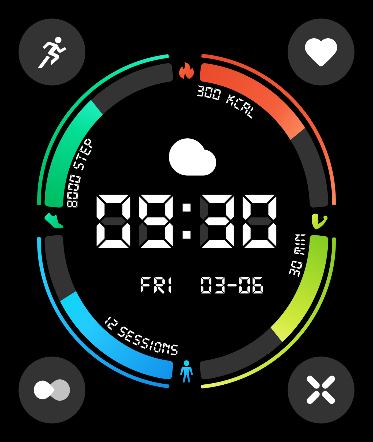 300 KCAL
8000 STEP
09:30
30 MIN
FRI 03-06
12 SESSIONS